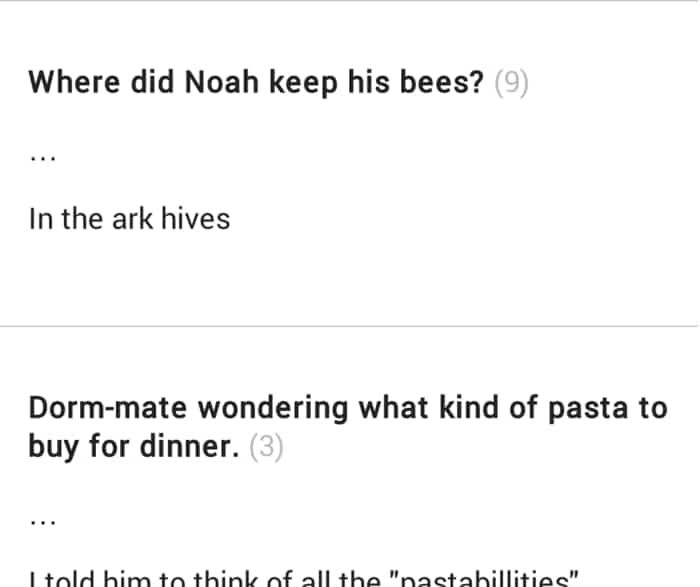 Where did Noah keep his bees? (9)
...
In the ark hives
Dorm-mate wondering what kind of pasta to
buy for dinner. (3)
...
I told him to think of all the "pastabillities"